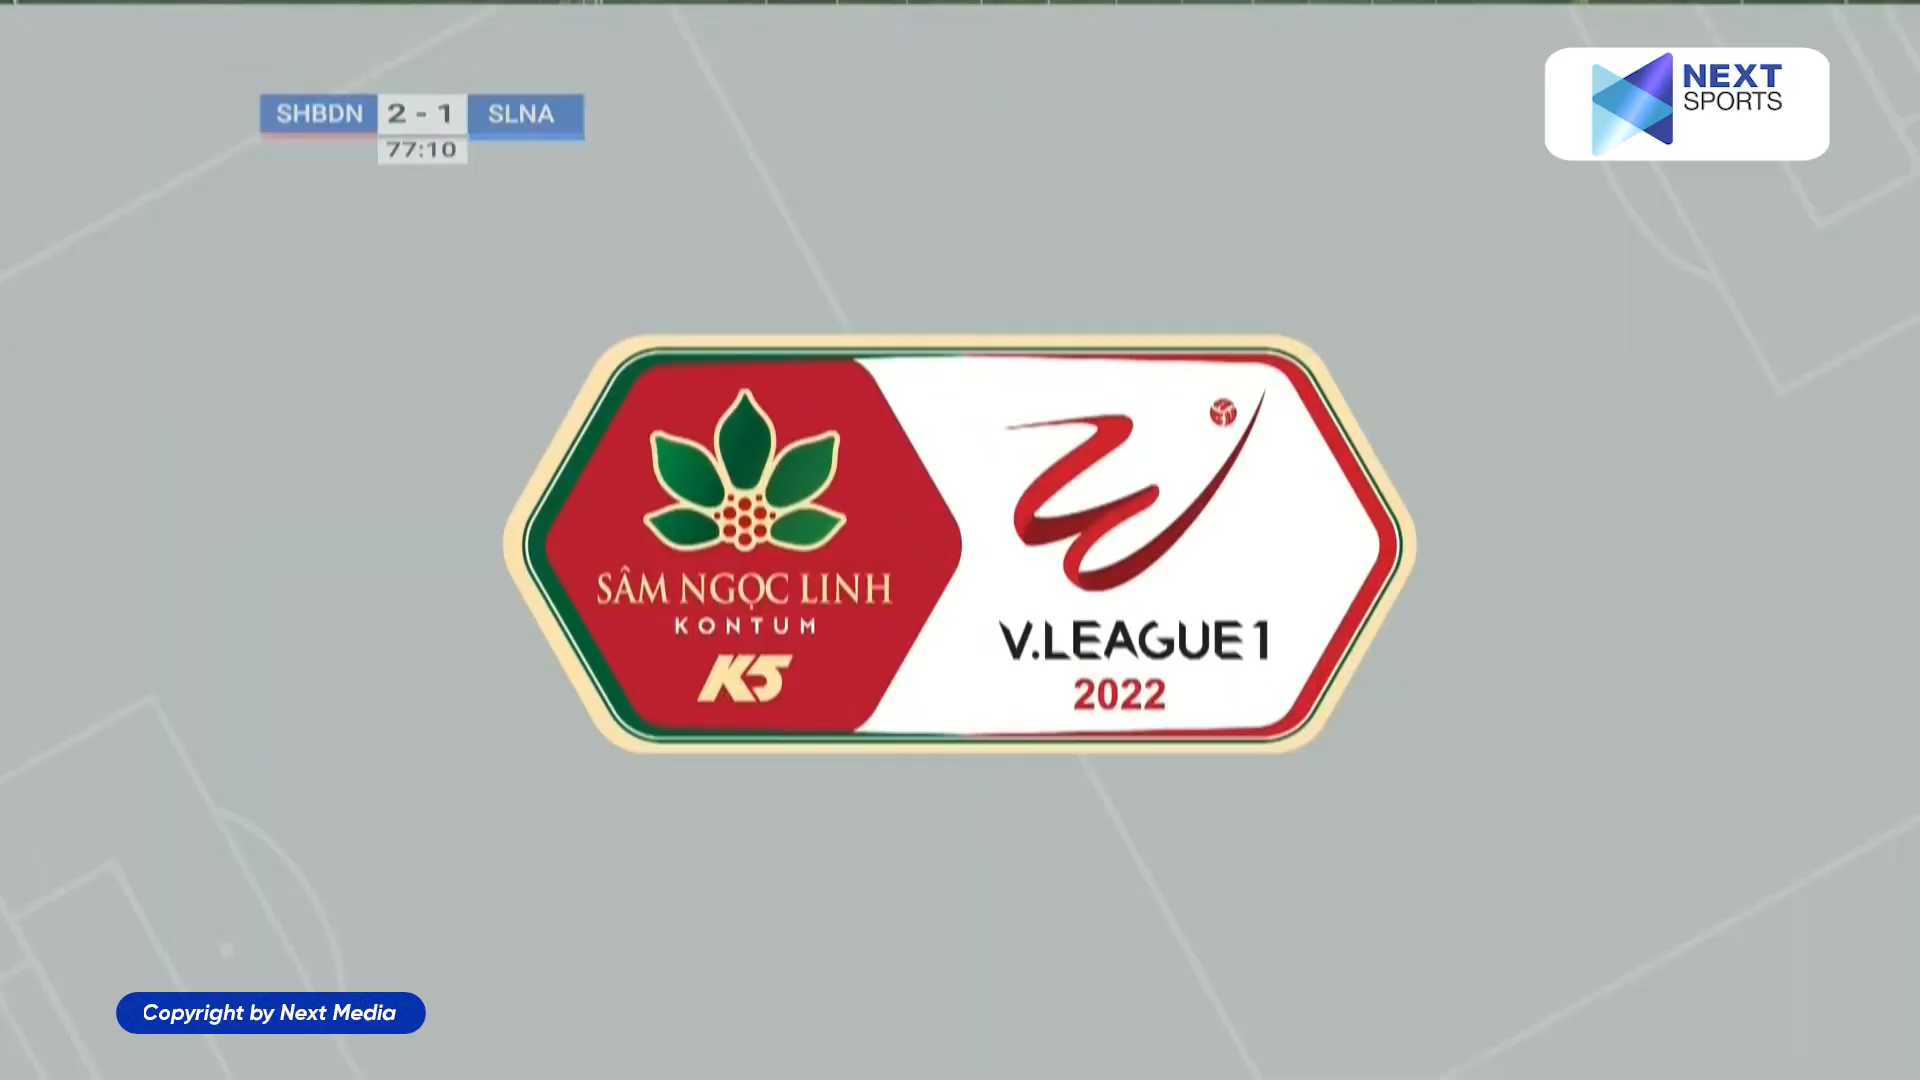 SHBDN 2 - 1 SLNA
77:10
NEXT
SPORTS
SÂM NGỌC LINH
KONTUM
K5
V.LEAGUE 1
2022
Copyright by Next Media